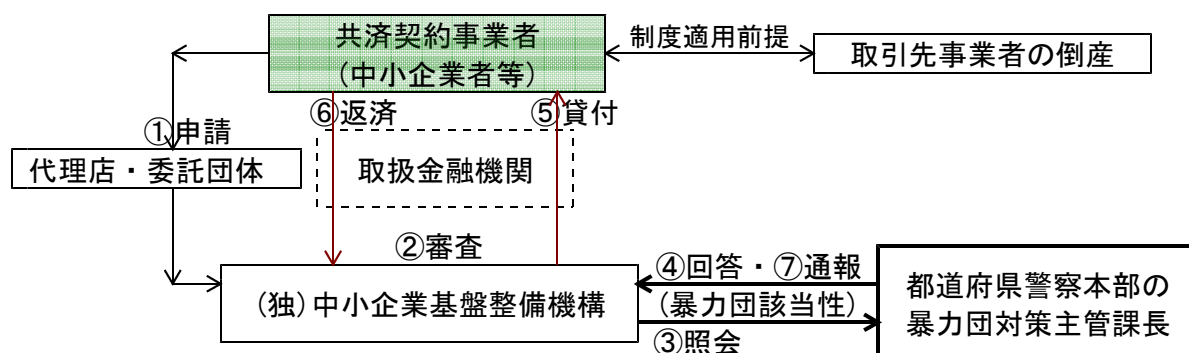 共済契約事業者
(中小企業者等)
制度適用前提
取引先事業者の倒産
⑥返済
⑤貸付
①申請
代理店・委託団体
取扱金融機関
②審査
(独)中小企業基盤整備機構
④回答・⑦通報
(暴力団該当性)
③照会
都道府県警察本部の
暴力団対策主管課長